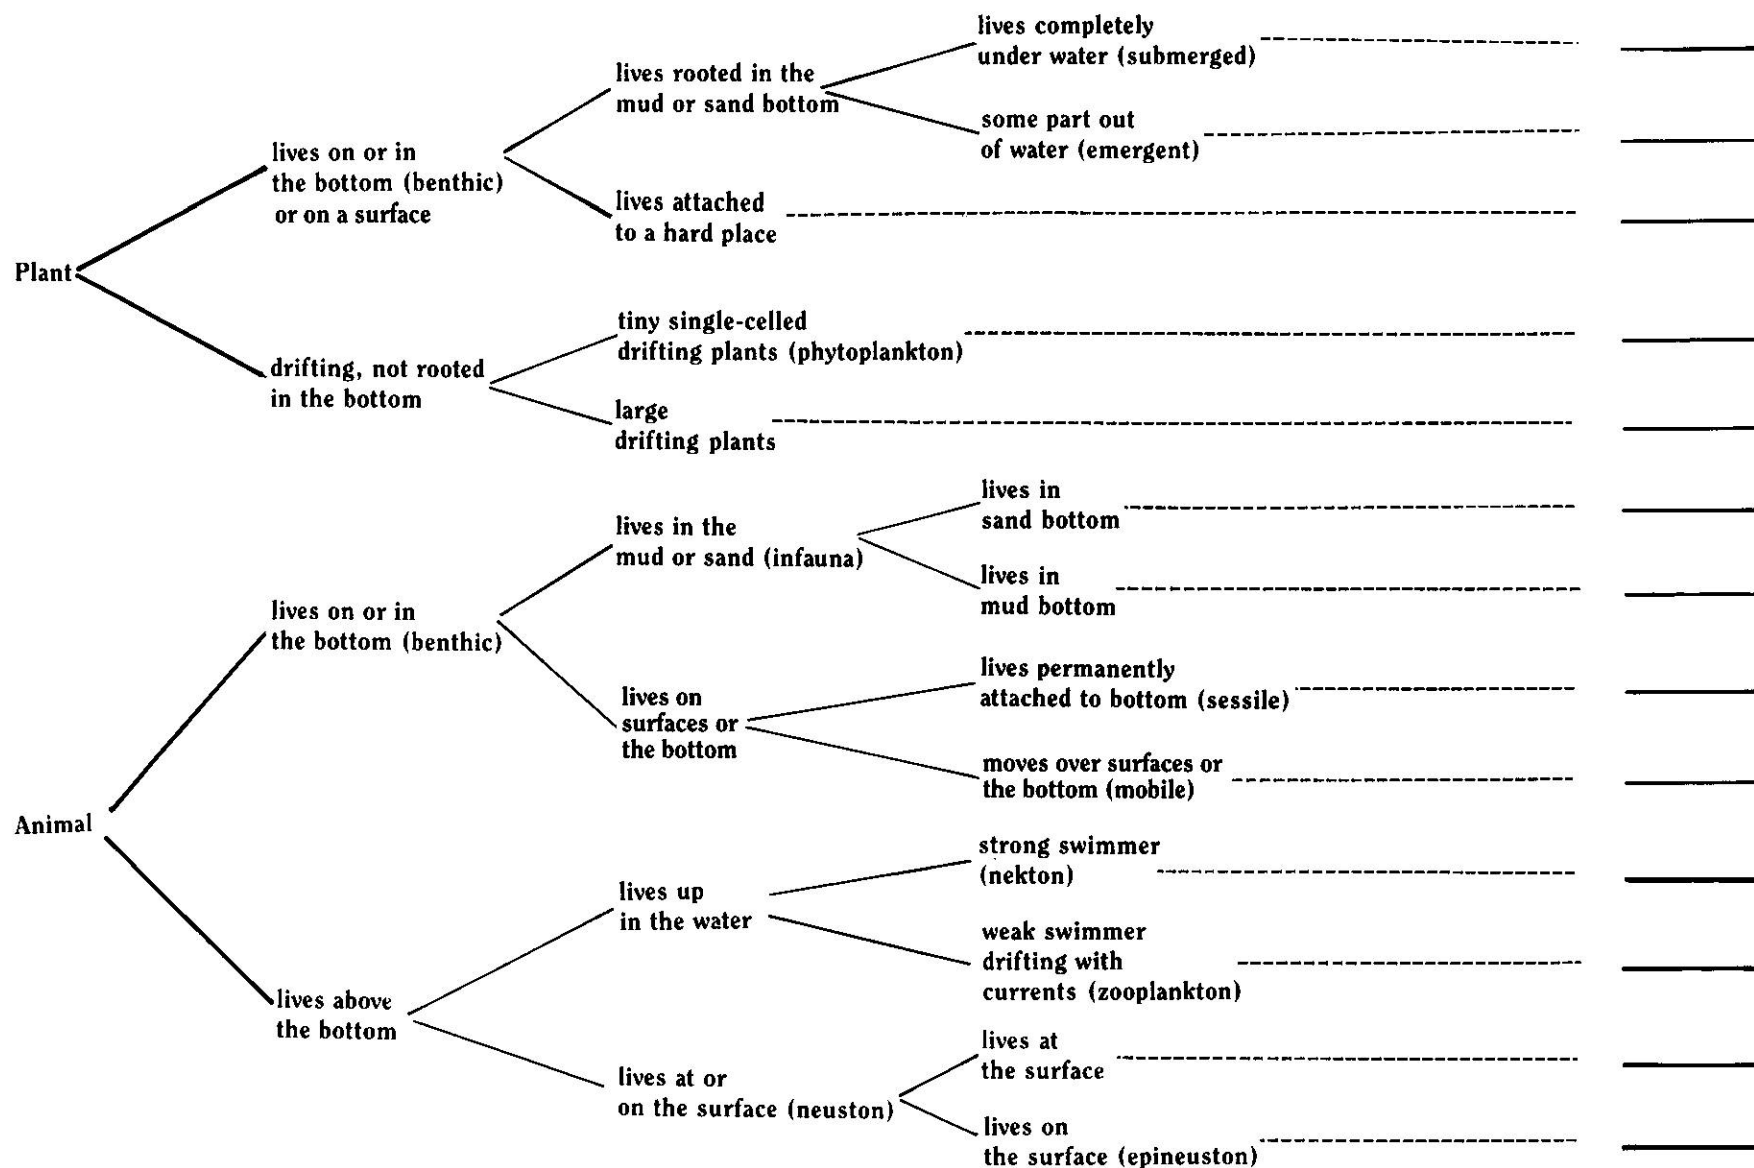 Plant
lives on or in
the bottom (benthic)
or on a surface
lives rooted in the
mud or sand bottom
lives completely
under water (submerged)
some part out
of water (emergent)
lives attached
to a hard place
drifting, not rooted
in the bottom
tiny single-celled
drifting plants (phytoplankton)
large
drifting plants
Animal
lives on or in
the bottom (benthic)
lives in the
mud or sand (infauna)
lives in
sand bottom
lives in
mud bottom
lives on
surfaces or
the bottom
lives permanently
attached to bottom (sessile)
moves over surfaces or
the bottom (mobile)
lives above
the bottom
lives up
in the water
strong swimmer
(nekton)
weak swimmer
drifting with
currents (zooplankton)
lives at or
on the surface (neuston)
lives at
the surface
lives on
the surface (epineuston)